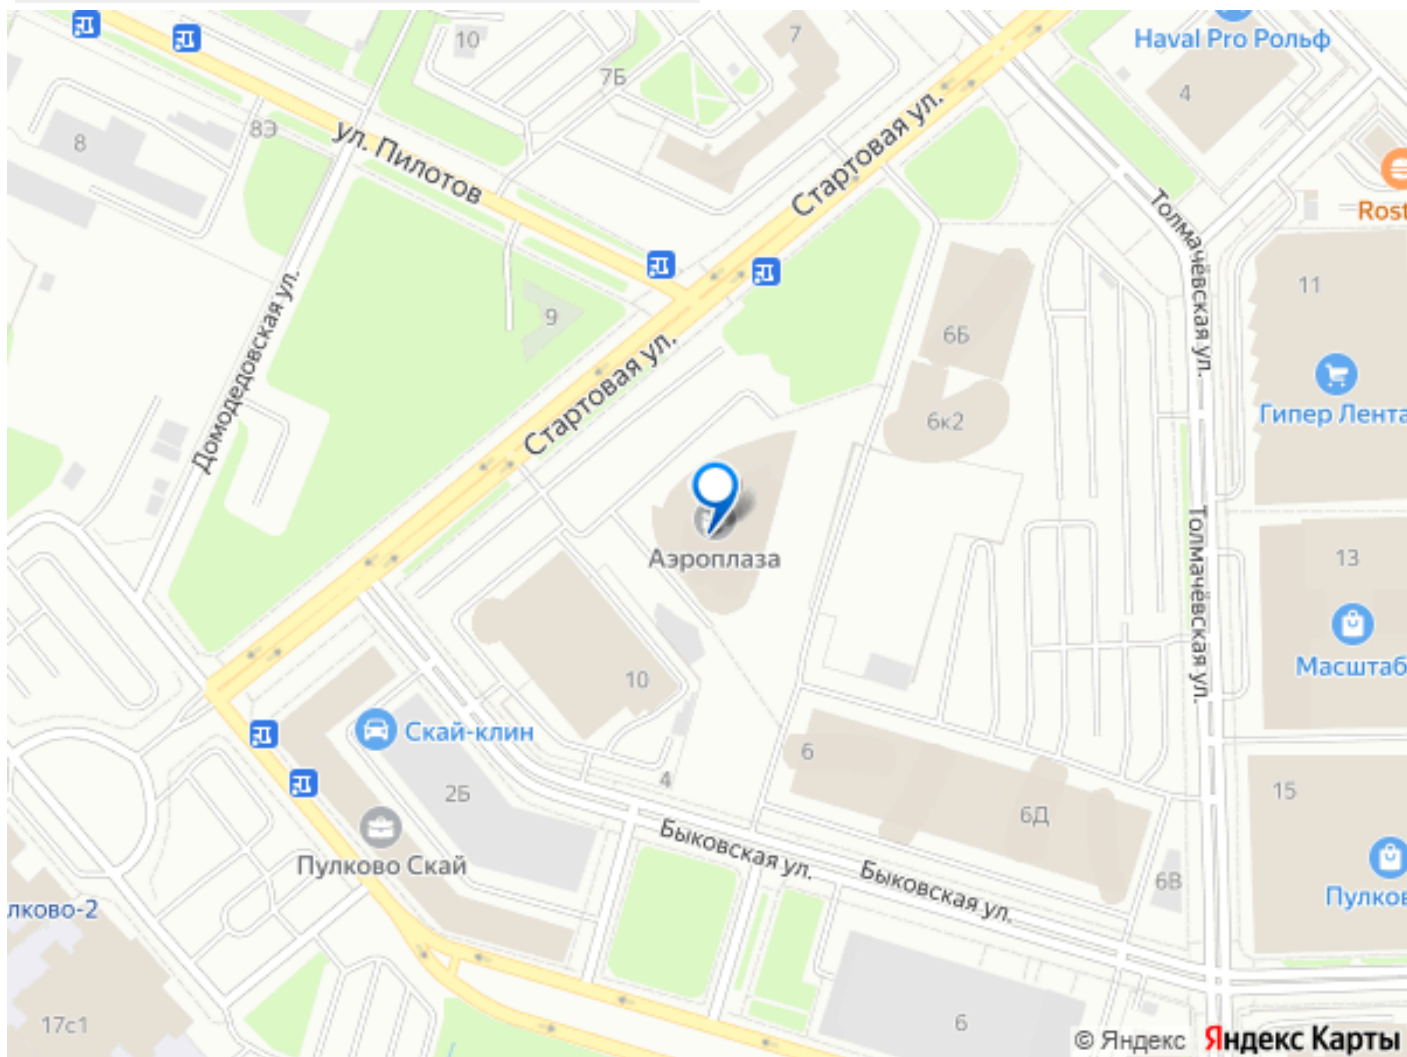 Haval Pro Рольф
10
7
7Б
4
8Э
8
ул. Пилотов
Стартовая ул.
Rost
Толмачёвская ул.
11
9
6Б
Домодедовская ул.
Стартовая ул.
Гипер Лента
6к2
Аэроплаза
Толмачёвская ул.
13
Масштаб
10
Скай-клин
6
4
2Б
6Д
15
Пулково Скай
Быковская ул.
Быковская ул.
6В
Пулков
лково-2
17с1
6
© Яндекс Яндекс Карты